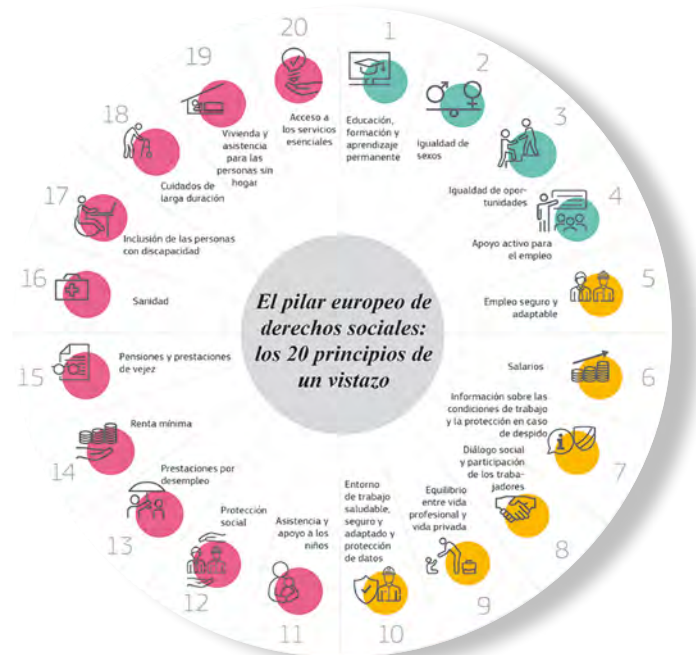 El pilar europeo de
derechos sociales:
los 20 principios de
un vistazo
1
Educación,
formación y
aprendizaje
permanente
2
Igualdad de
sexos
3
Igualdad de opor-
tunidades
4
Apoyo activo para
el empleo
5
Empleo seguro y
adaptable
6
Salarios
7
Información sobre las
condiciones de trabajo
y la protección en caso
de despido
8
Diálogo social
y participación
de los traba-
jadores
9
Equilibrio
entre vida
profesional y
vida privada
10
Entorno
de trabajo
saludable,
seguro y
adaptado y
protección
de datos
11
Asistencia y
apoyo a los
niños
12
Protección
social
13
Prestaciones por
desempleo
14
Renta mínima
15
Pensiones y prestaciones
de vejez
16
Sanidad
17
Inclusión de las personas
con discapacidad
18
Cuidados de
larga duración
19
Vivienda y
asistencia
para las
personas sin
hogar
20
Acceso
a los servicios
esenciales